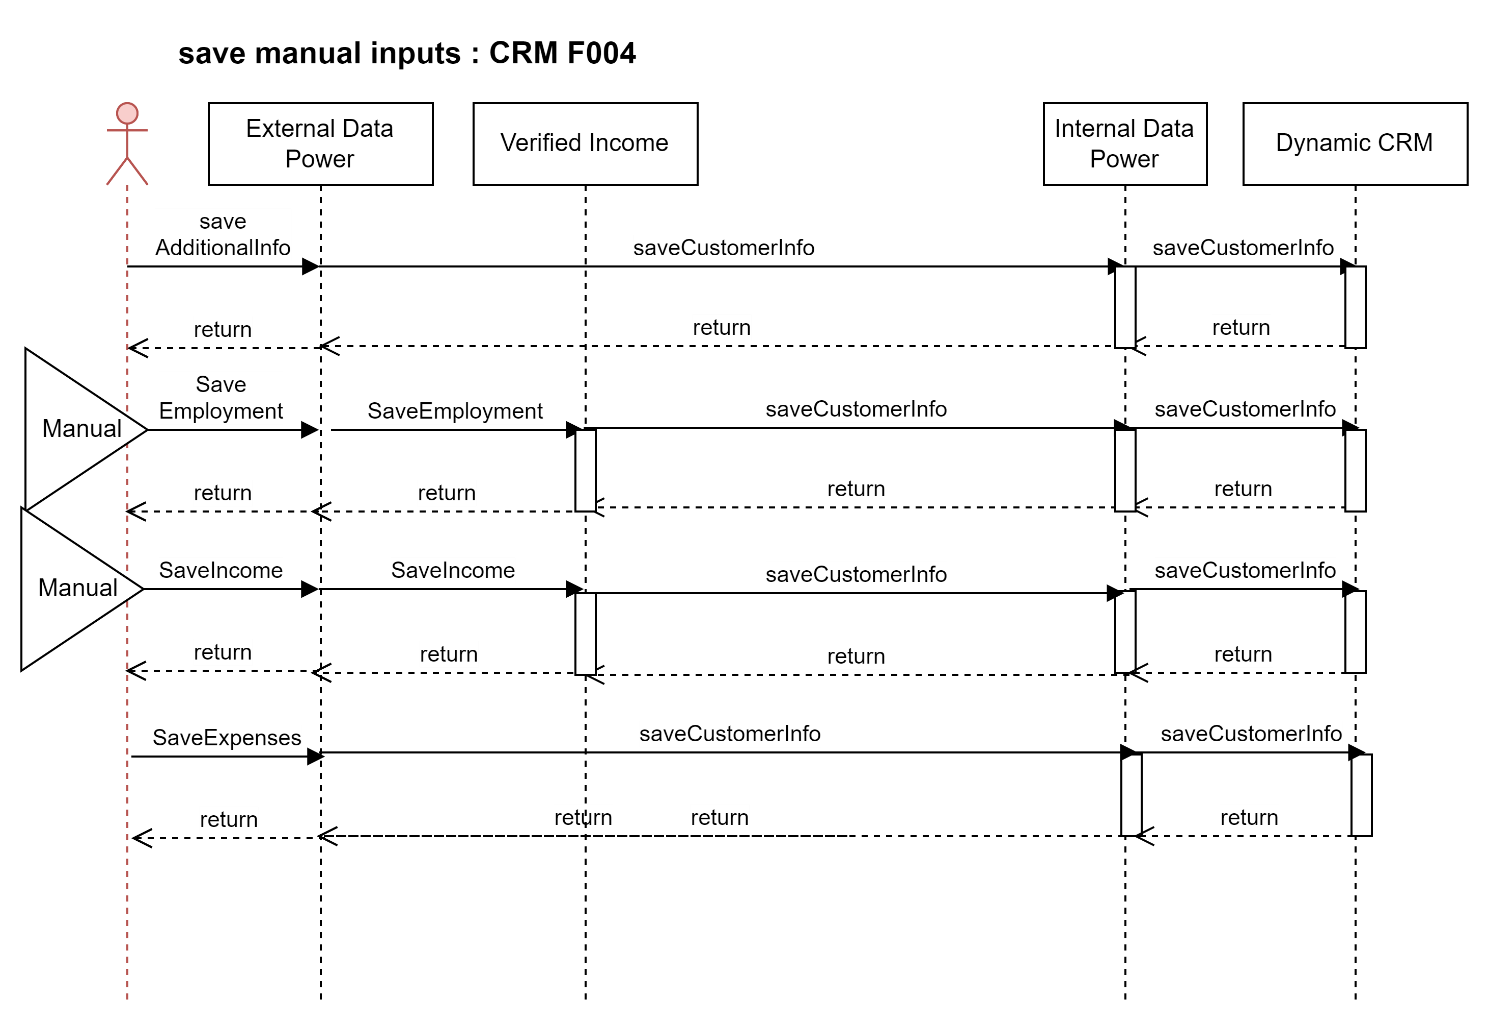 save manual inputs : CRM F004
External Data
Power
Verified Income
Internal Data
Power
Dynamic CRM
save
AdditionalInfo
saveCustomerInfo
saveCustomerInfo
return
return
return
Manual
Save
Employment
SaveEmployment
saveCustomerInfo
saveCustomerInfo
return
return
return
return
Manual
SaveIncome
SaveIncome
saveCustomerInfo
saveCustomerInfo
return
return
return
return
SaveExpenses
saveCustomerInfo
saveCustomerInfo
return
return
return
return